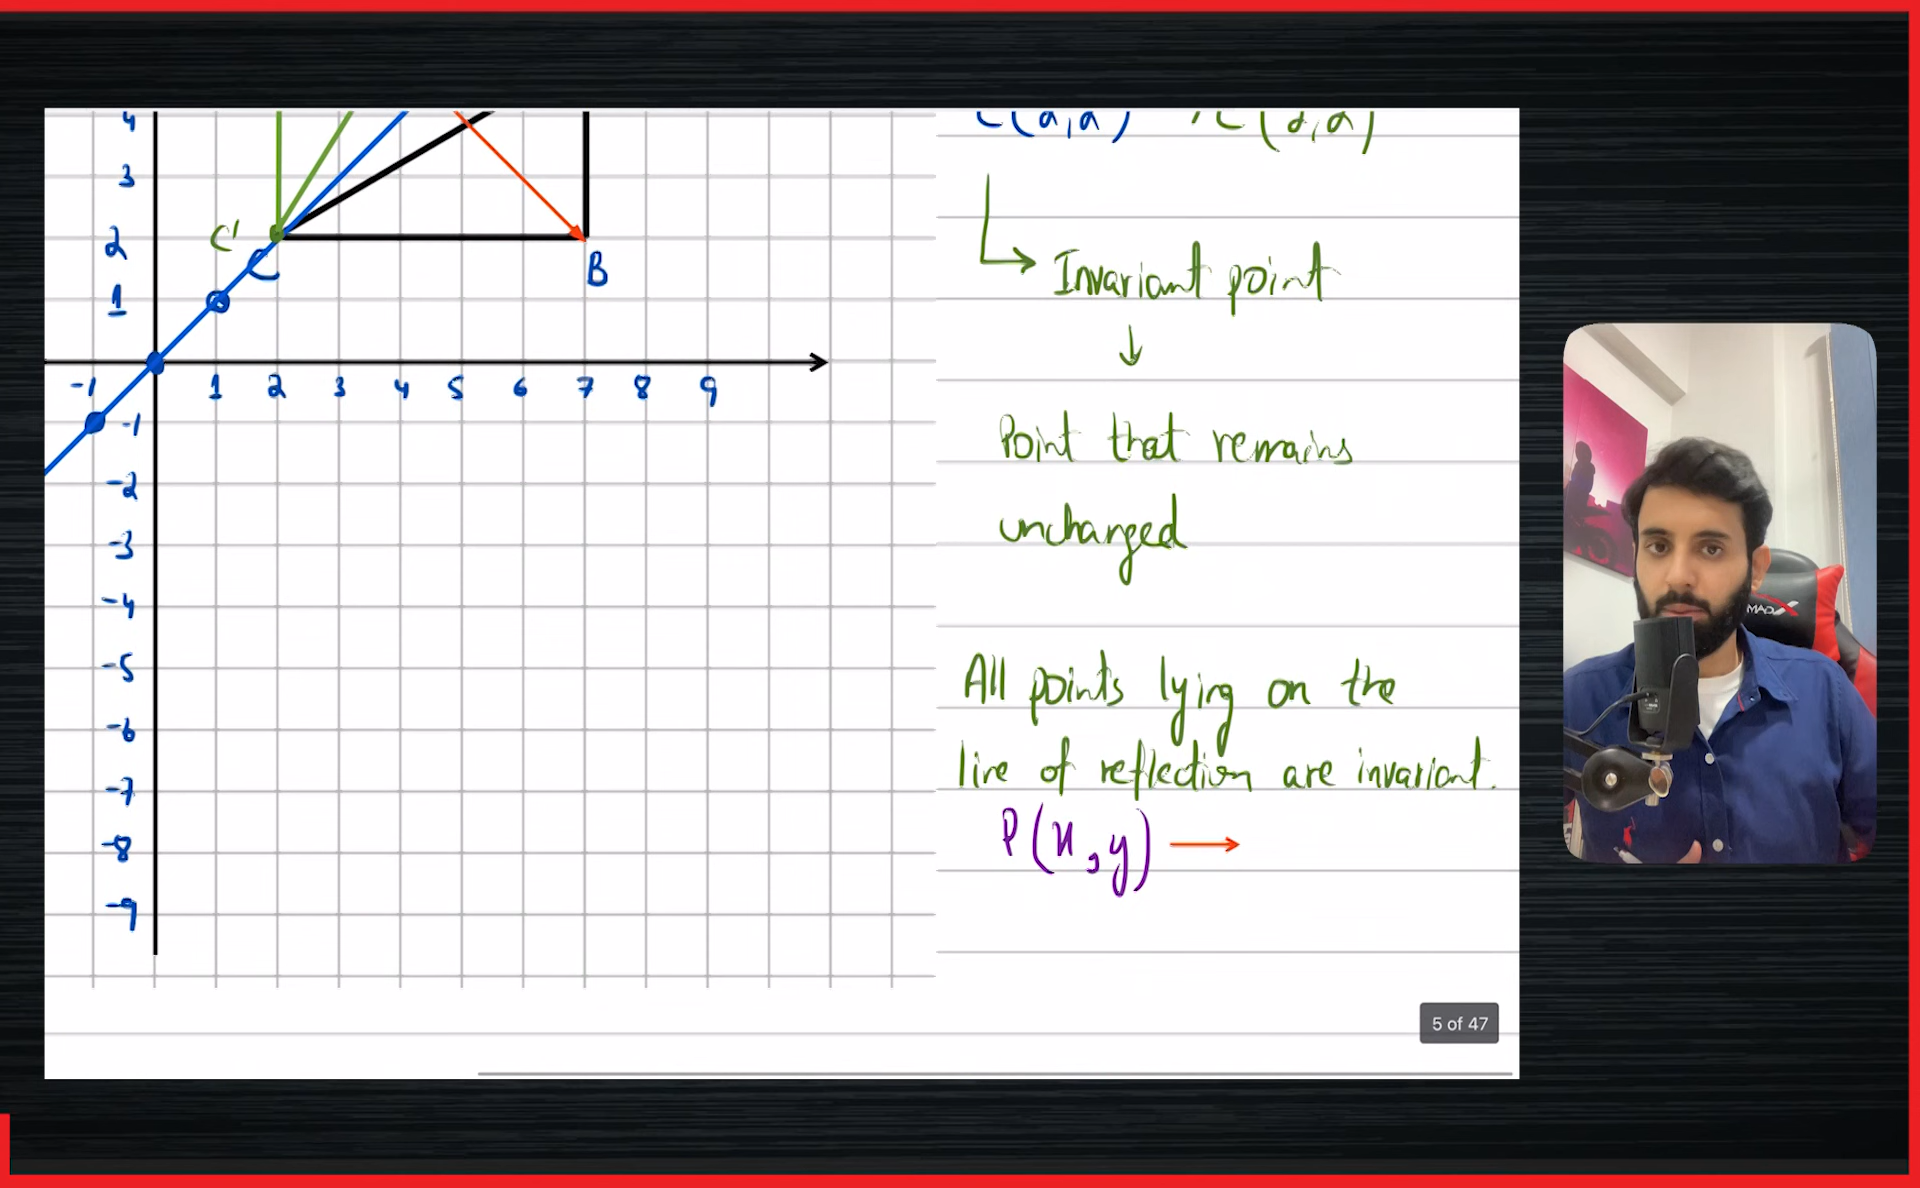 4
3
C'
2
C
B
1
-1 1 2 3 4 5 6 7 8 9
-1
-2
-3
-4
-5
-6
-7
-8
-9
Invariant point
↓
Point that remains
unchanged
All points lying on the
line of reflection are invariant.
P(x,y) →
5 of 47
MADX